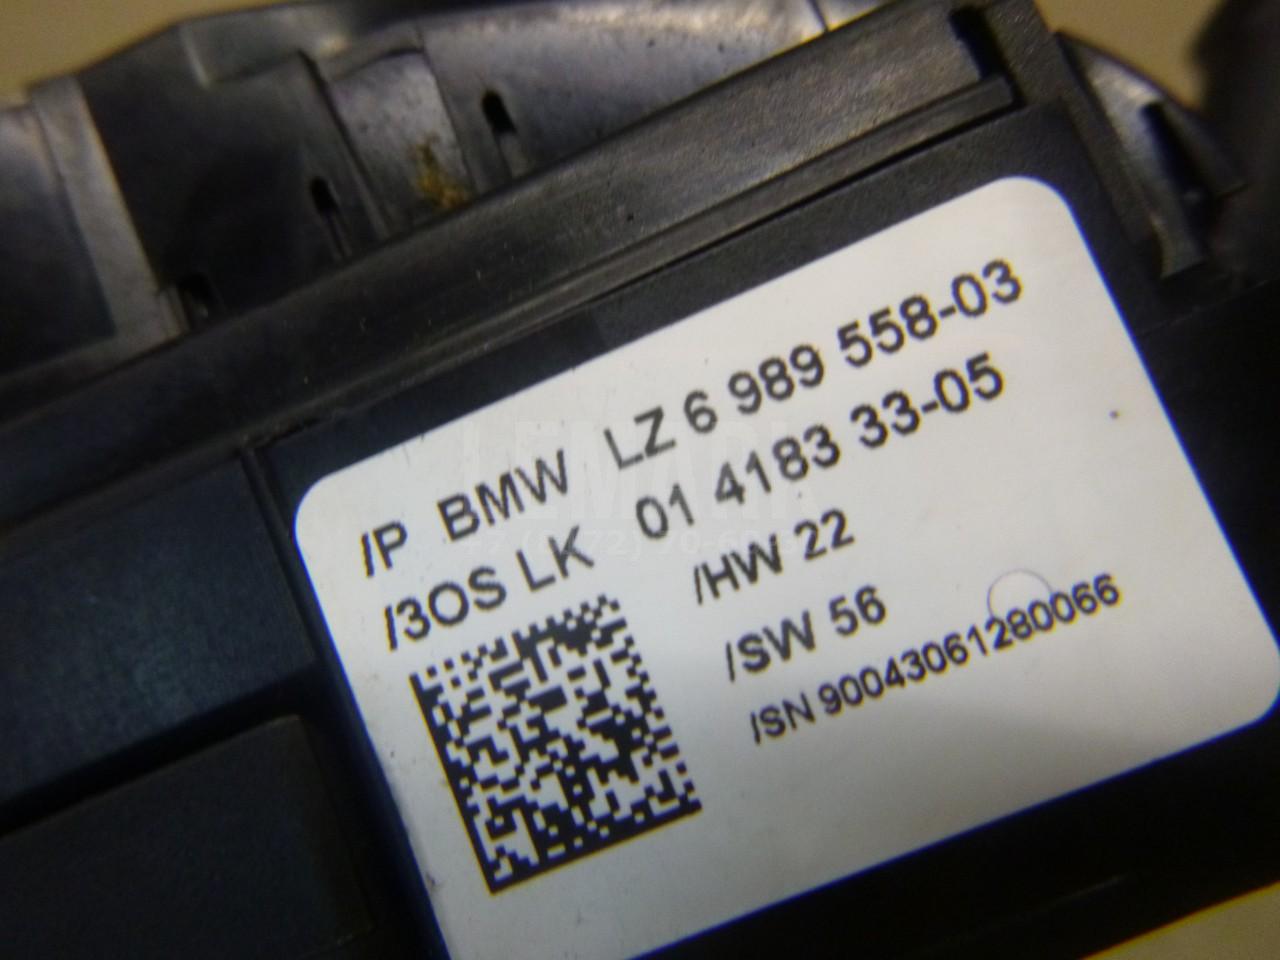 /P BMW LZ 6 989 558-03
/3OS LK 01 4183 33-05
/HW 22
/SW 56
/SN 90043061280066